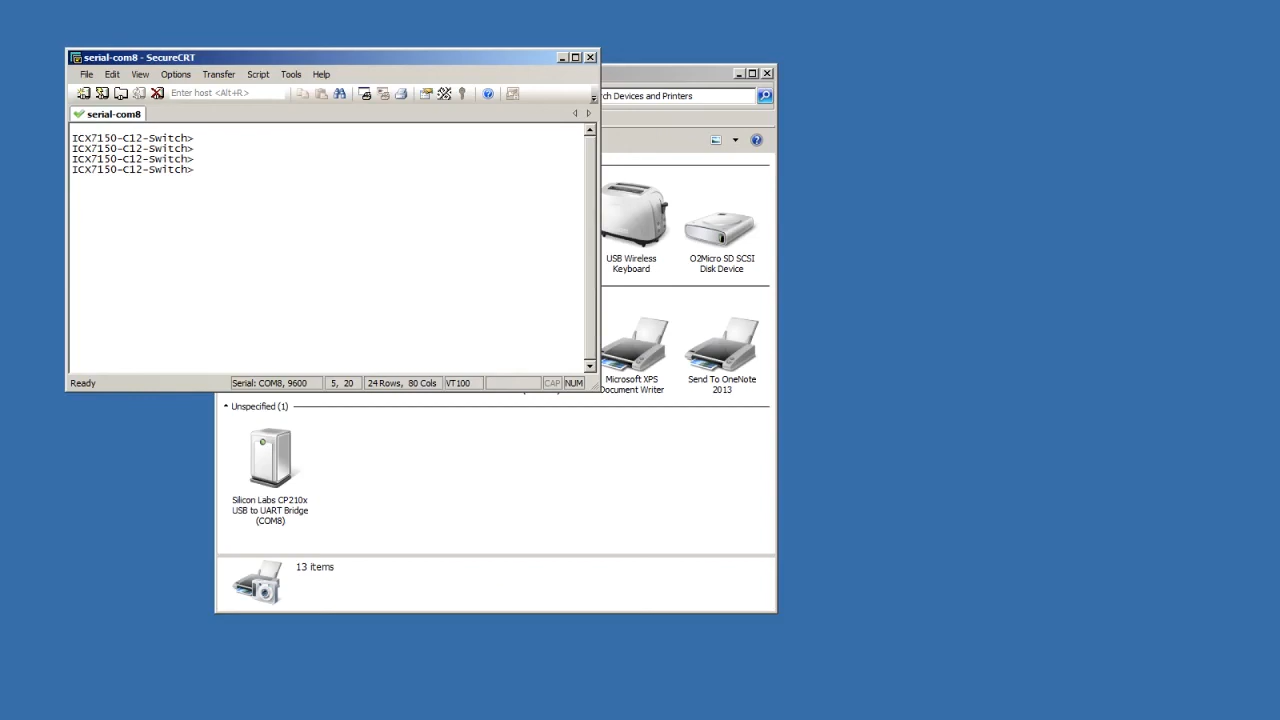 serial-com8 - SecureCRT
File Edit View Options Transfer Script Tools Help
Enter host <Alt+R>
serial-com8
ICX7150-C12-Switch>
ICX7150-C12-Switch>
ICX7150-C12-Switch>
ICX7150-C12-Switch>
Ready Serial: COM8, 9600 5, 20 24 Rows, 80 Cols VT100 CAP NUM
Devices and Printers
USB Wireless
Keyboard
O2Micro SD SCSI
Disk Device
Microsoft XPS
Document Writer
Send To OneNote
2013
Unspecified (1)
Silicon Labs CP210x
USB to UART Bridge
(COM8)
13 items